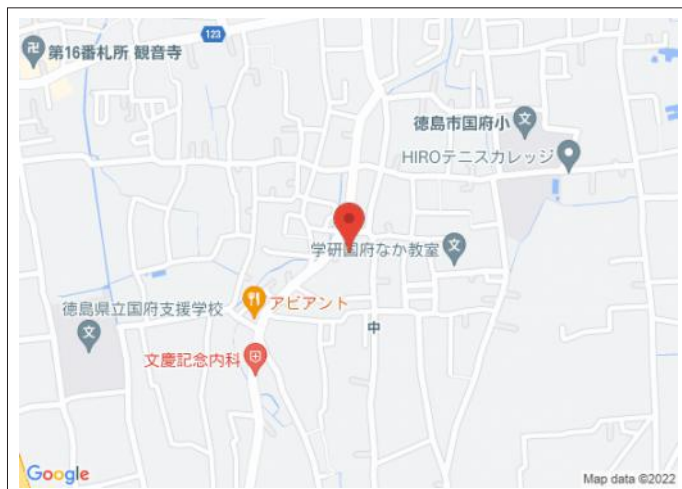 123
第16番札所 観音寺
徳島市国府小
文
HIROテニスカレッジ
学研国府なか教室
文
アビアント
徳島県立国府支援学校
文
中
文慶記念内科
Google
Map data ©2022